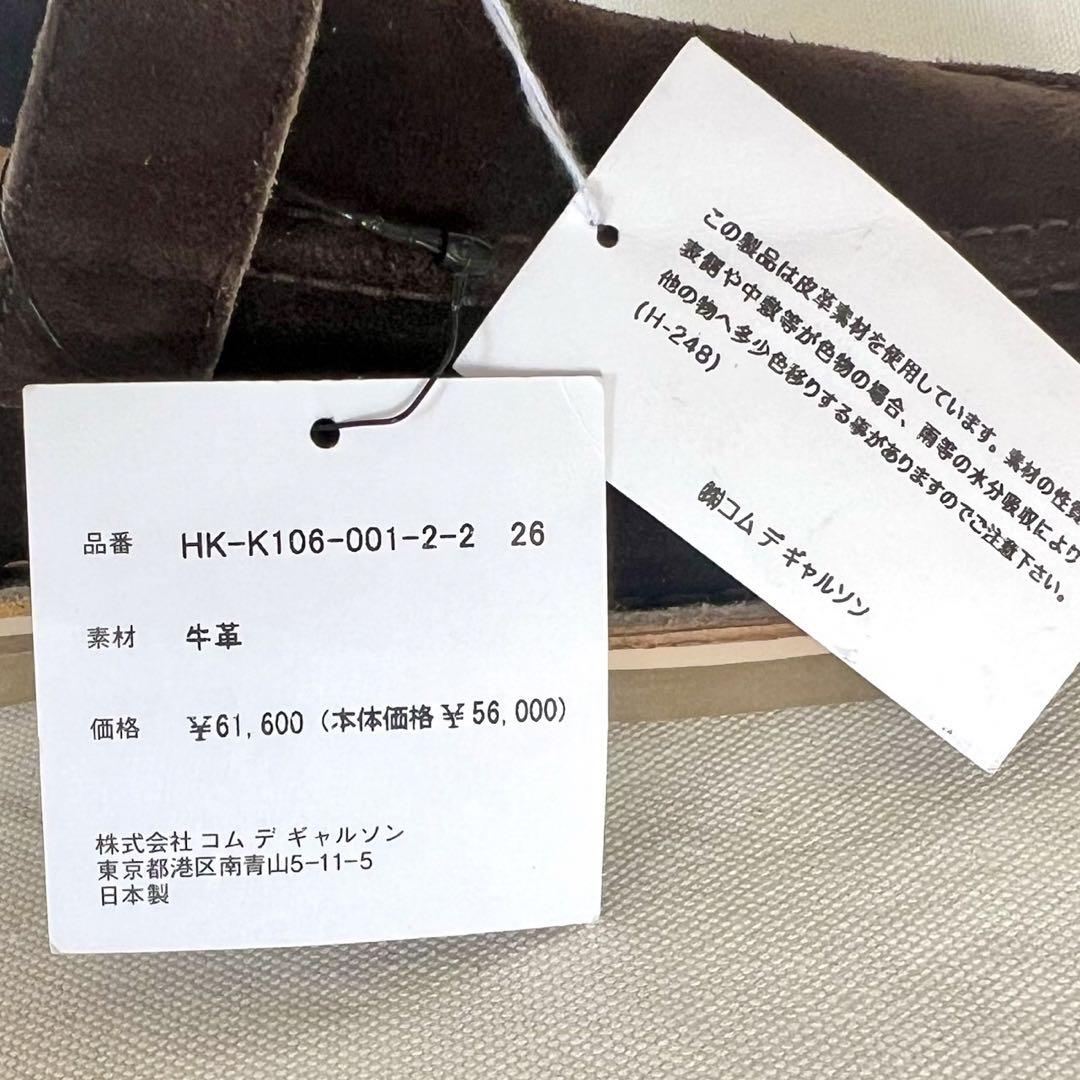 品番 HK-K106-001-2-2 26
素材 牛革
価格 ¥61,600 (本体価格¥56,000)
株式会社 コム デ ギャルソン
東京都港区南青山5-11-5
日本製
この製品は皮革素材を使用しています。素材の性質
表側や中敷等が色物の場合、雨等の水分吸収により
他の物へ多少色移りする事がありますのでご注意下さい。
(H-248)
㈱コム デ ギャルソン